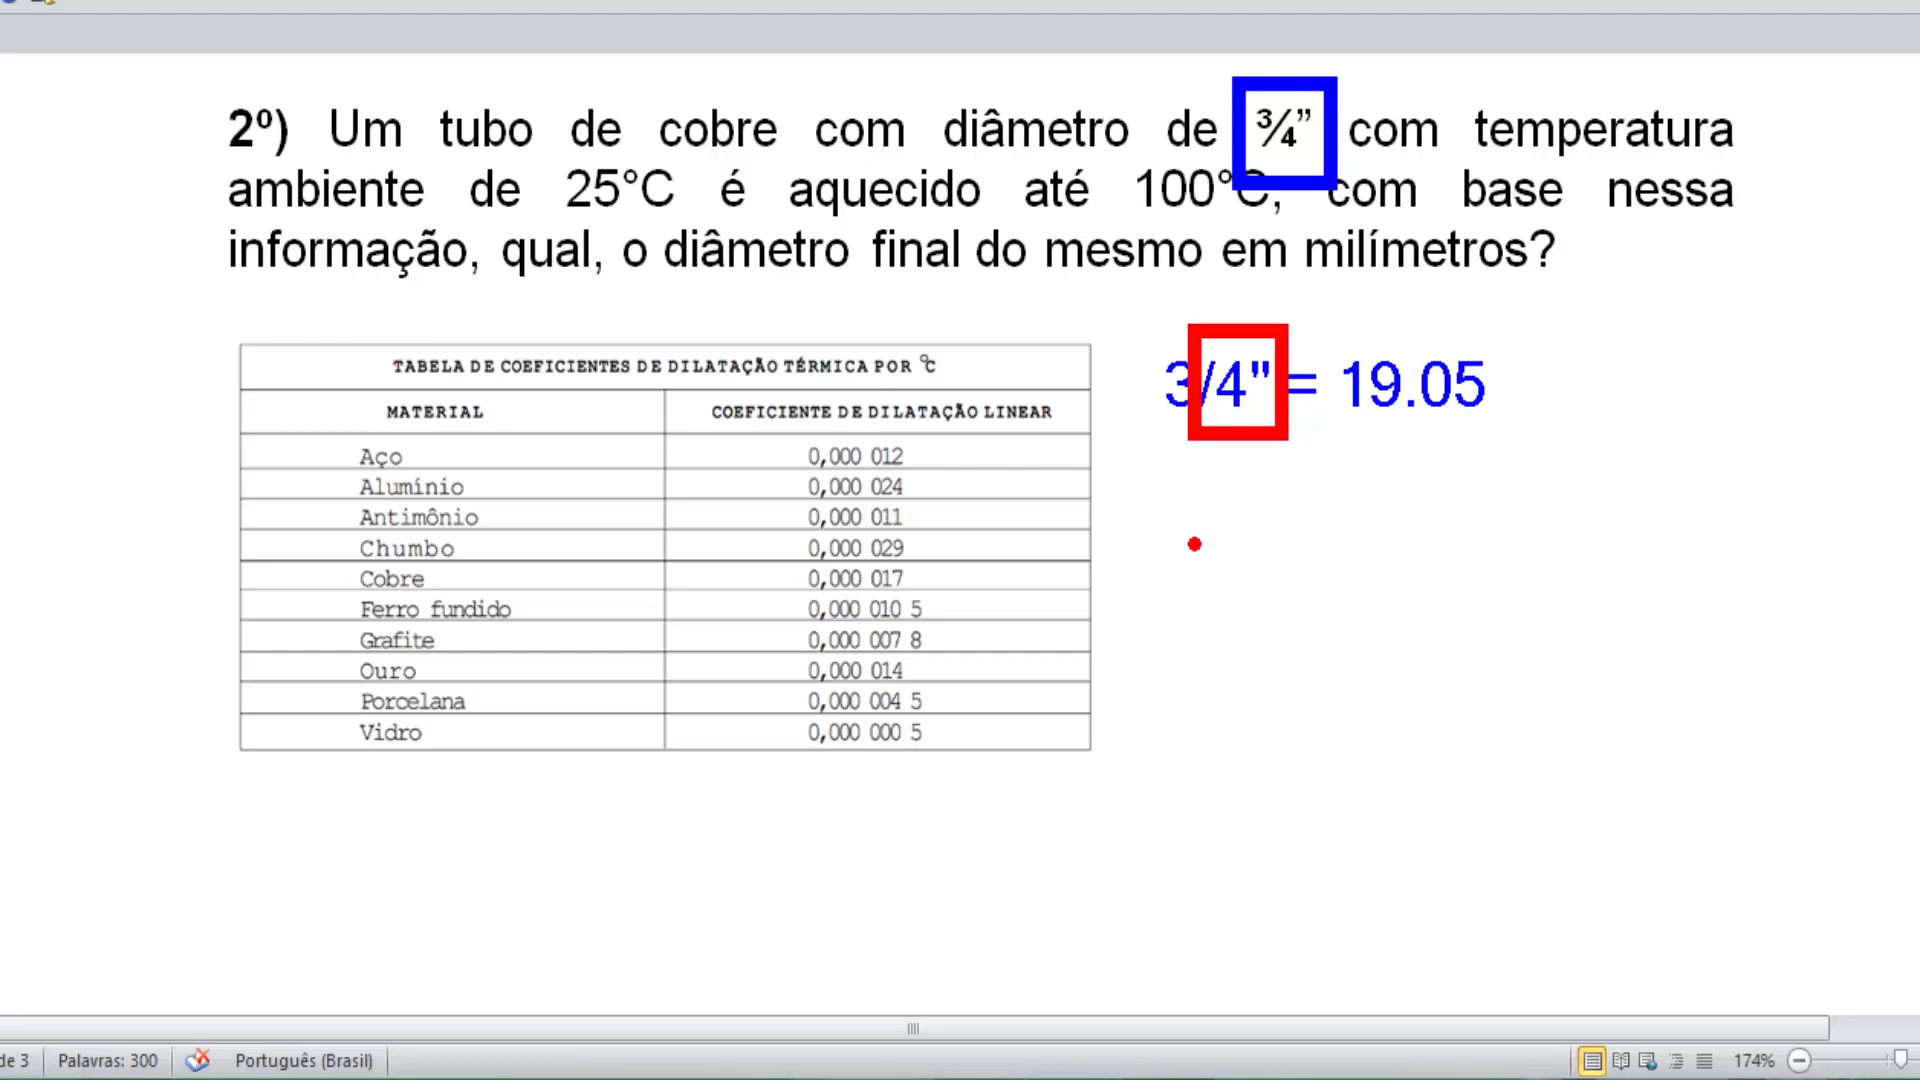 2º) Um tubo de cobre com diâmetro de ¾” com temperatura
ambiente de 25°C é aquecido até 100°C, com base nessa
informação, qual, o diâmetro final do mesmo em milímetros?
3/4" = 19.05
TABELA DE COEFICIENTES DE DILATAÇÃO TÉRMICA POR °C
MATERIAL COEFICIENTE DE DILATAÇÃO LINEAR
Aço 0,000 012
Alumínio 0,000 024
Antimônio 0,000 011
Chumbo 0,000 029
Cobre 0,000 017
Ferro fundido 0,000 010 5
Grafite 0,000 007 8
Ouro 0,000 014
Porcelana 0,000 004 5
Vidro 0,000 000 5
de 3 Palavras: 300 Português (Brasil) 174%